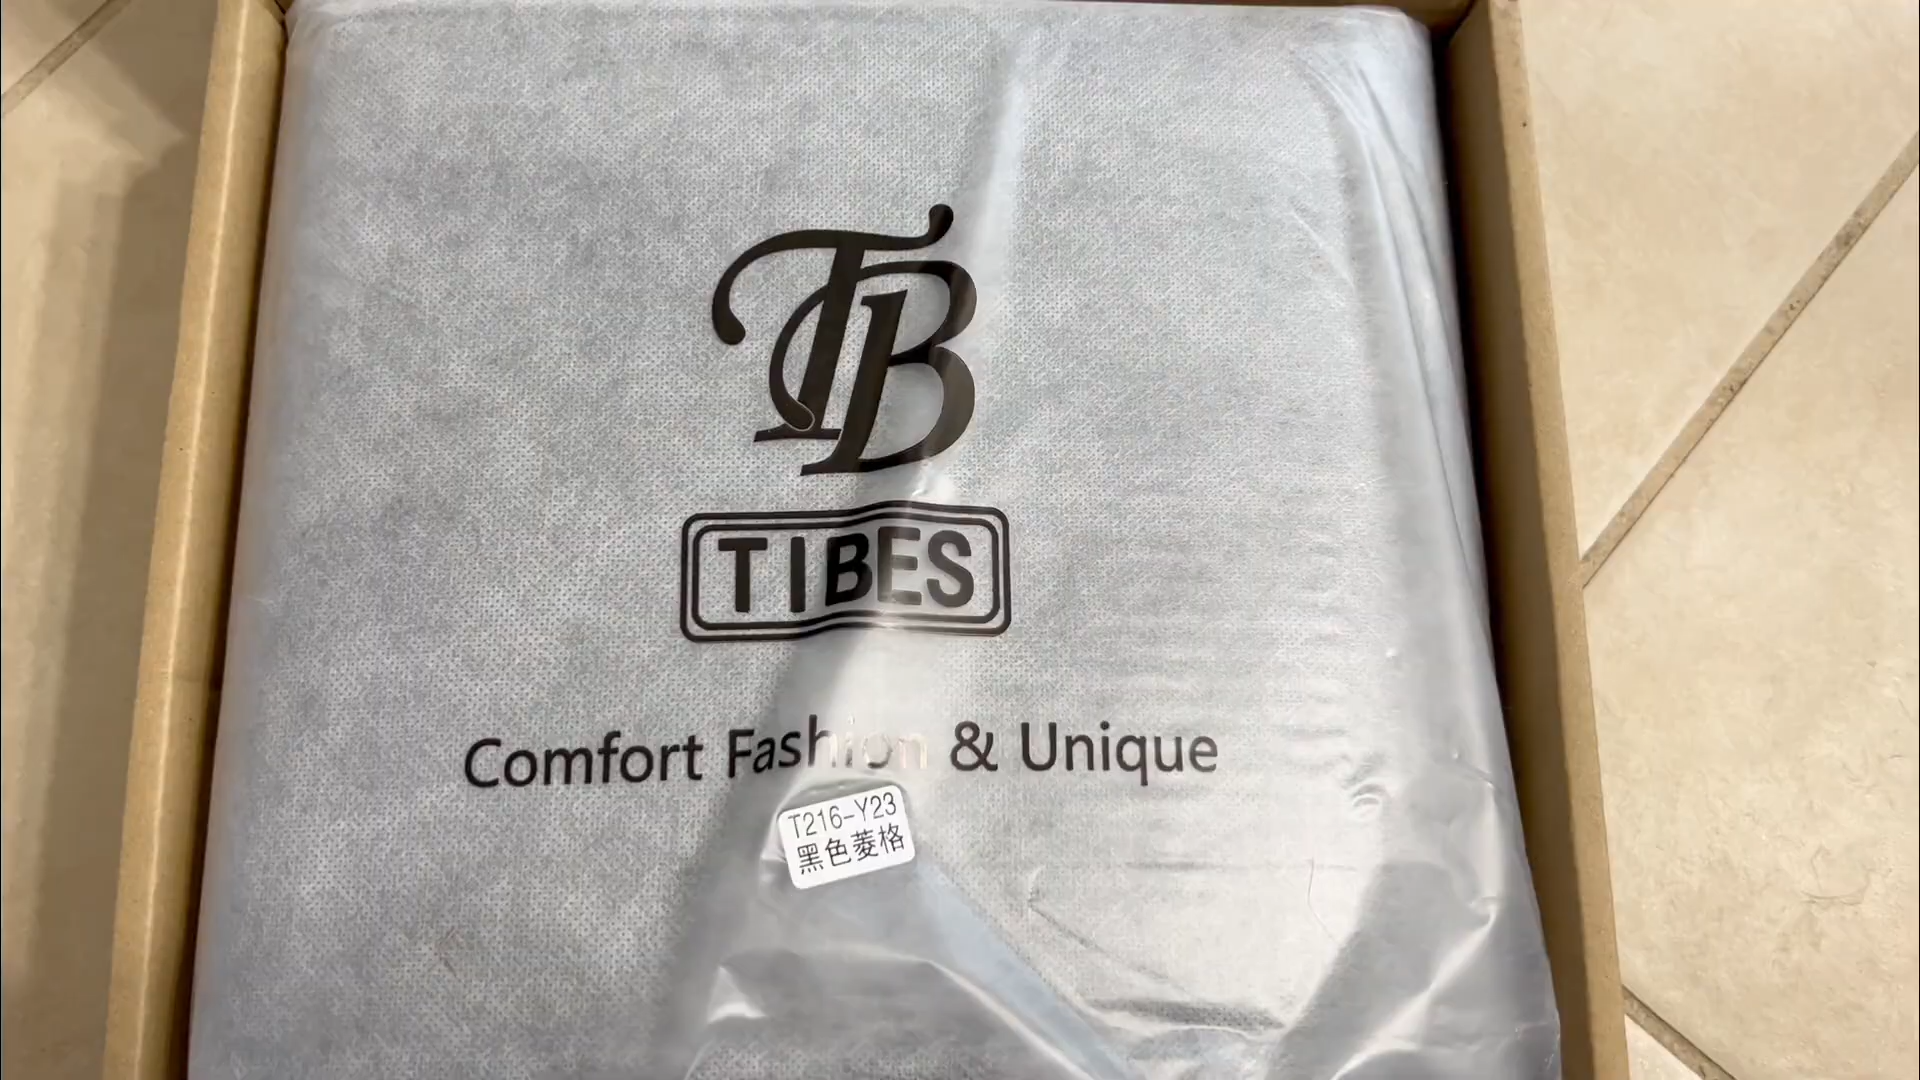 TB
TIBES
Comfort Fashion & Unique
T216-Y23
黑色菱格